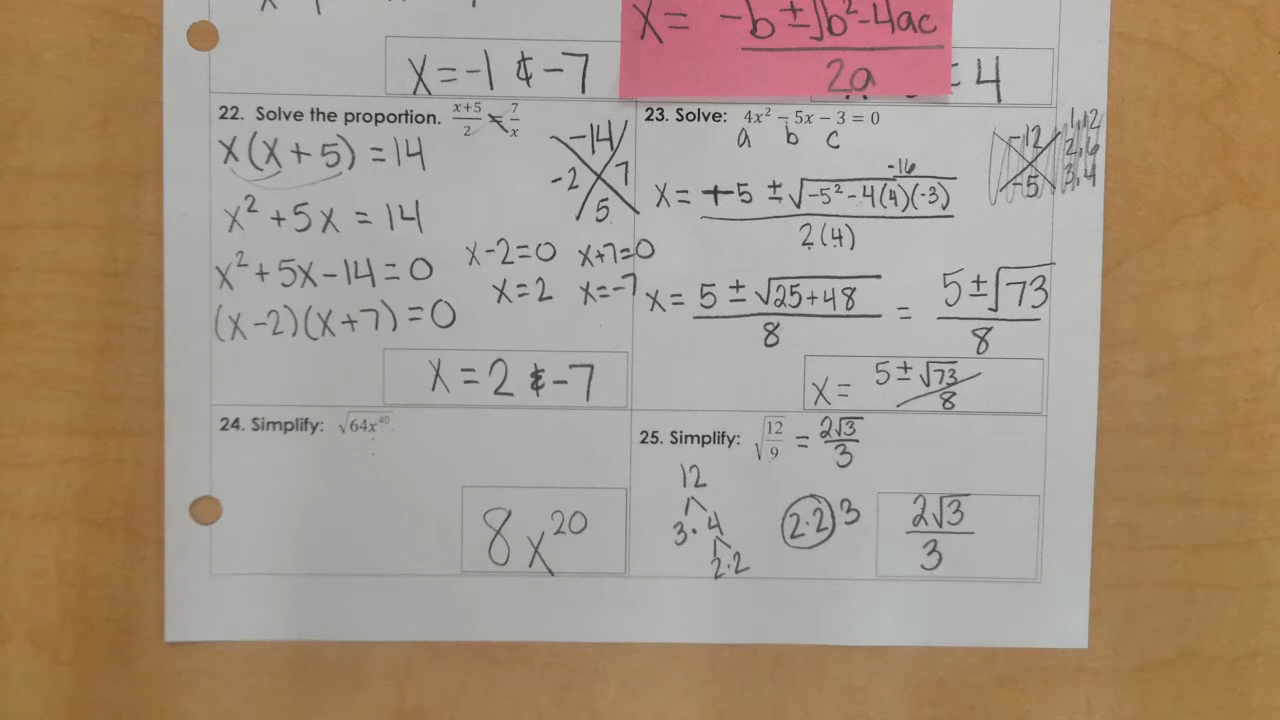 x = -b ± √b² - 4ac
2a
x = -1 ¢ -7
= 4
22. Solve the proportion. x+5/2 = 7/x
x(x + 5) = 14
x² + 5x = 14
x² + 5x - 14 = 0
(x - 2)(x + 7) = 0
-14
-2 7
5
x - 2 = 0 x + 7 = 0
x = 2 x = -7
x = 2 ¢ -7
23. Solve: 4x² - 5x - 3 = 0
a b c
-12
-5
1,12
2,6
3,4
-16
x = +5 ± √-5² - 4(4)(-3)
2(4)
x = 5 ± √25+48 = 5 ± √73
8 8
x = 5 ± √73/8
24. Simplify: √64x⁴⁰
8x²⁰
25. Simplify: √12/9 = 2√3/3
12
3 · 4
2·2
2·2 3
2√3
3